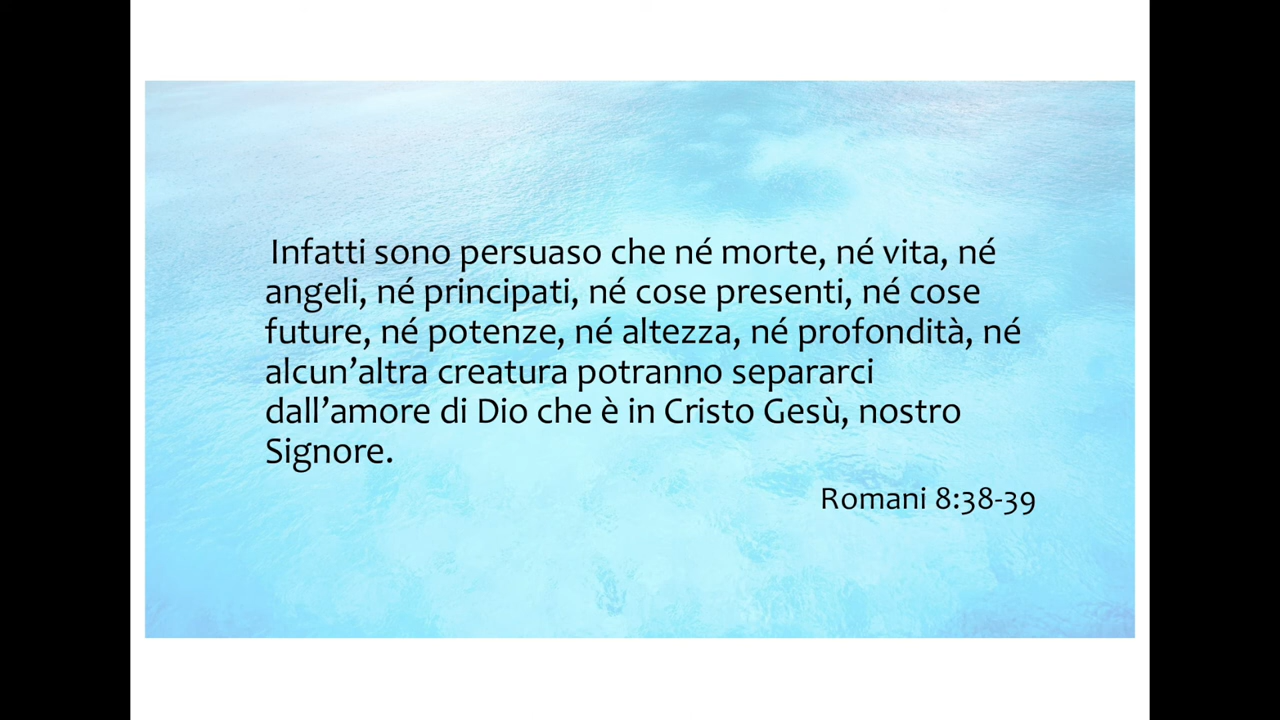 Infatti sono persuaso che né morte, né vita, né
angeli, né principati, né cose presenti, né cose
future, né potenze, né altezza, né profondità, né
alcun’altra creatura potranno separarci
dall’amore di Dio che è in Cristo Gesù, nostro
Signore.
Romani 8:38-39